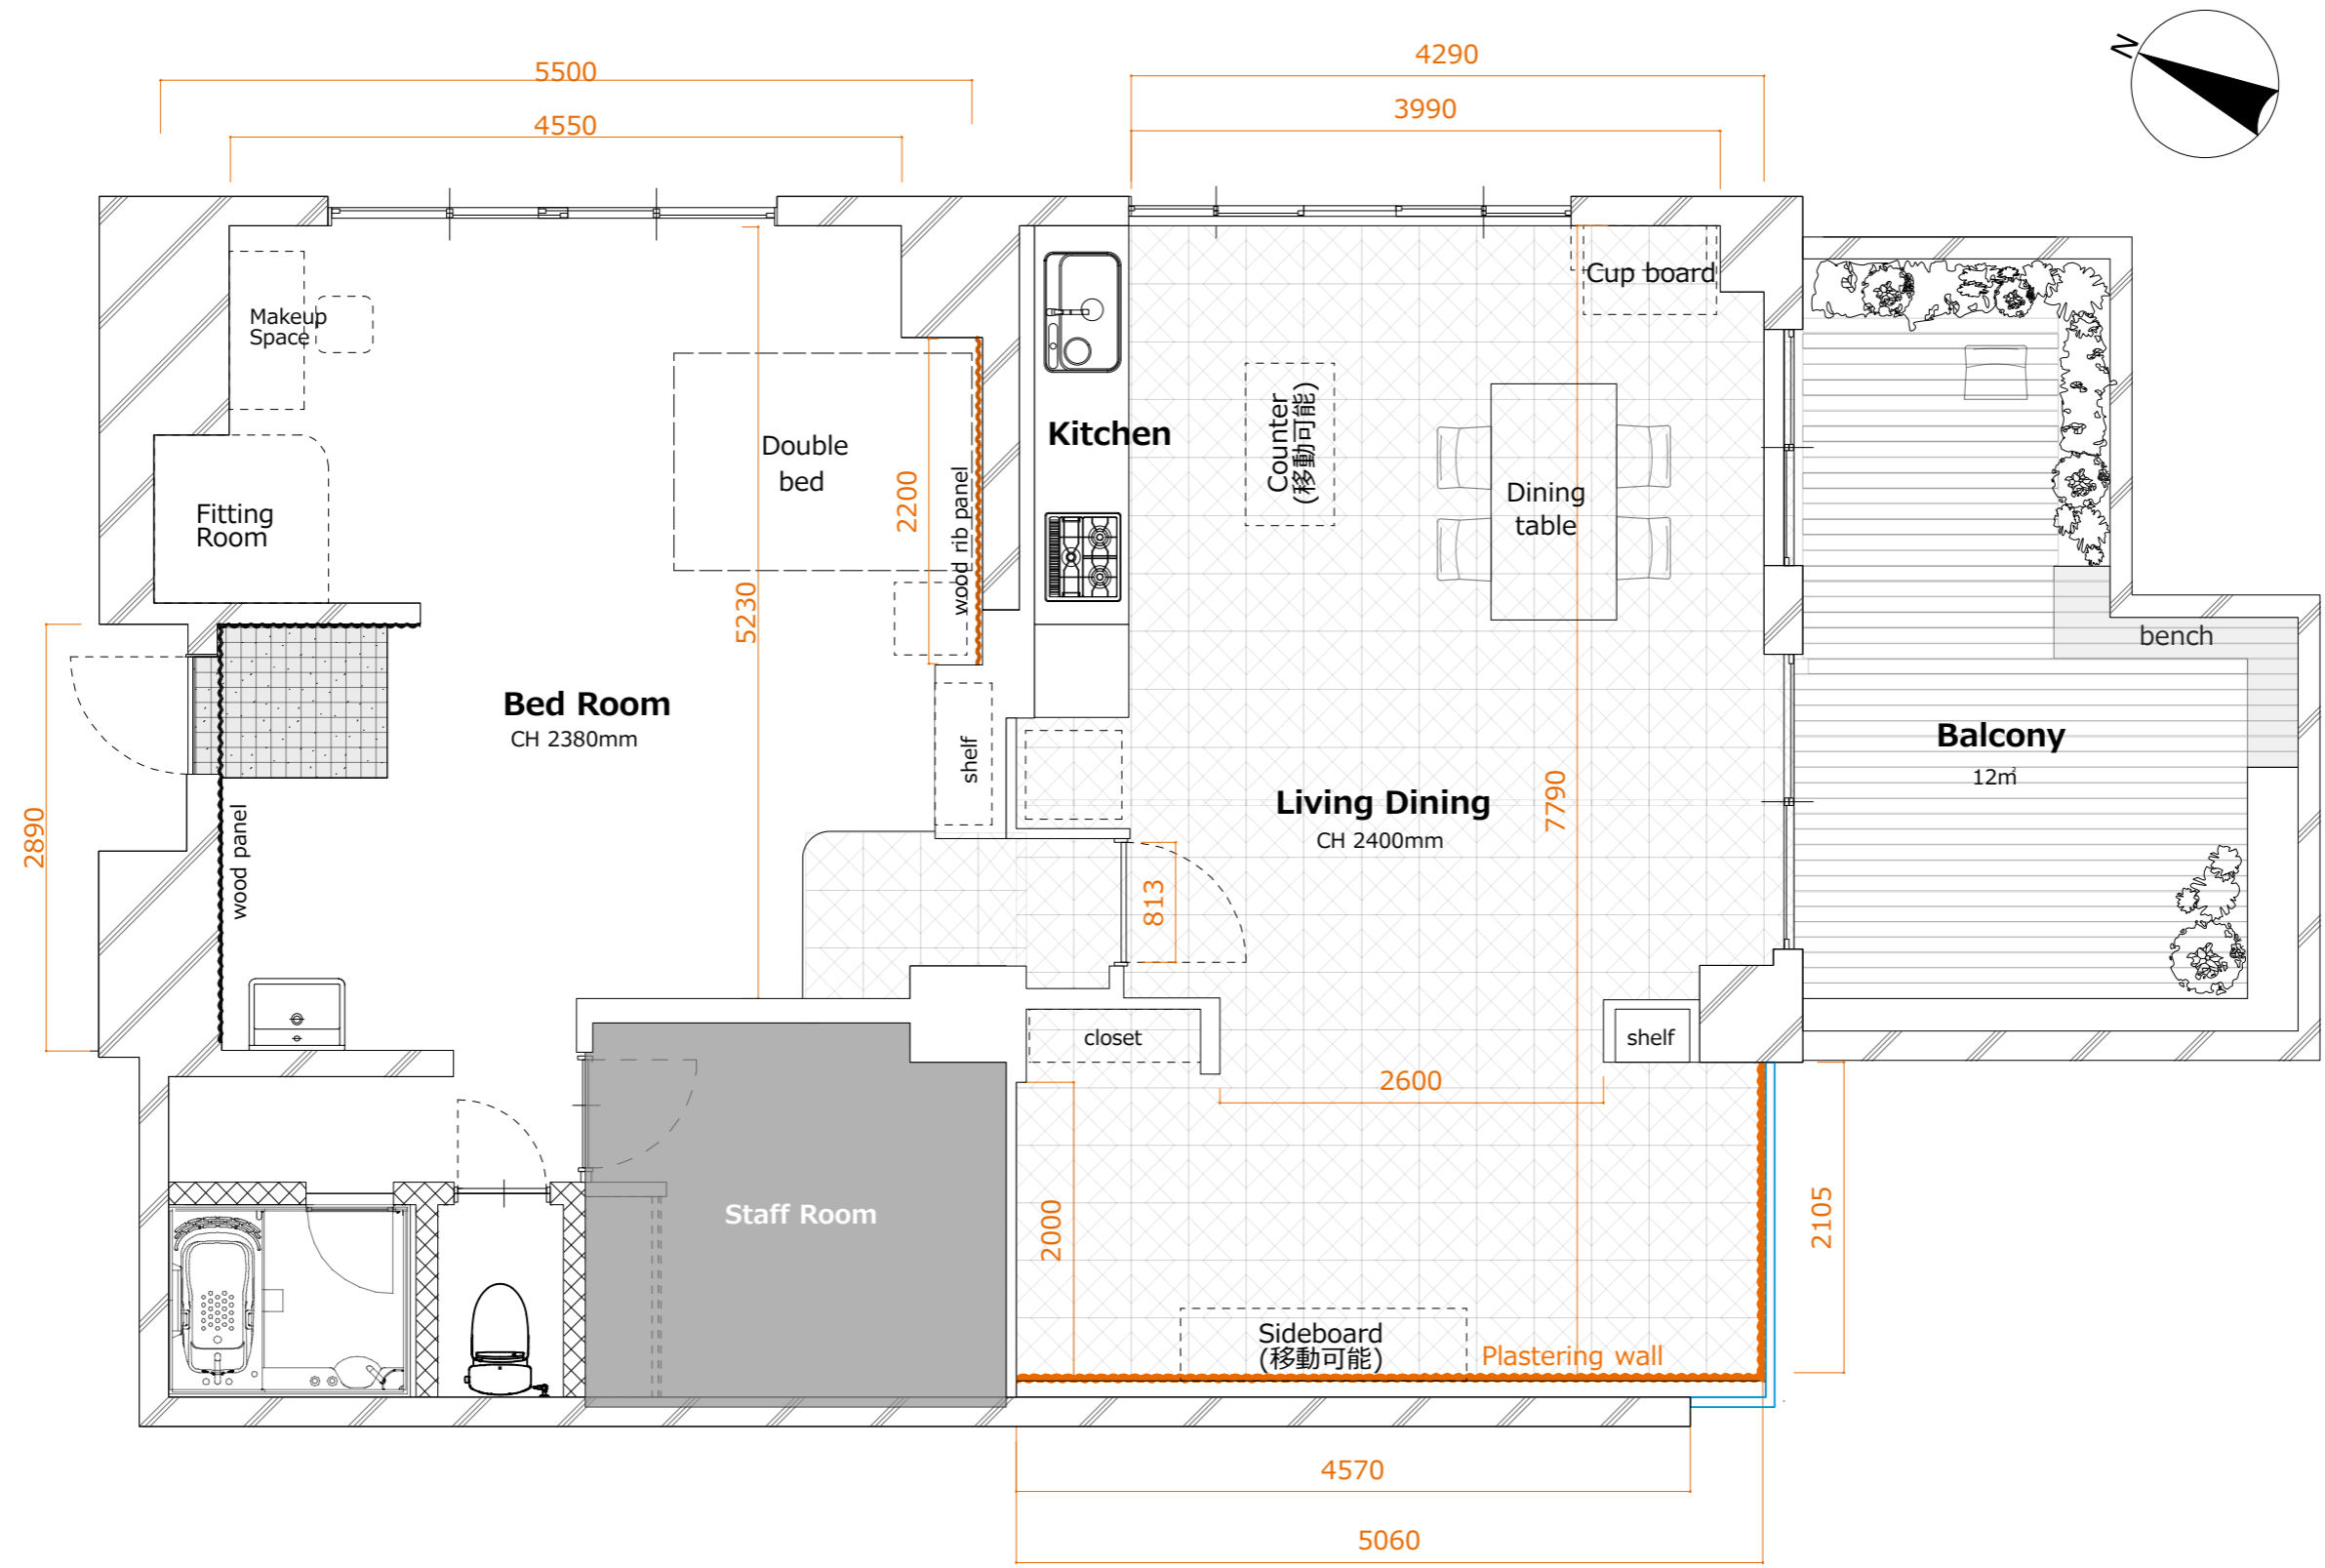 N
5500
4290
4550
3990
Makeup
Space
Cup board
Kitchen
Counter
(移動可能)
Double
bed
wood rib panel
2200
Dining
table
Fitting
Room
5230
bench
Bed Room
CH 2380mm
shelf
Balcony
12㎡
Living Dining
CH 2400mm
7790
2890
wood panel
813
closet
shelf
2600
Staff Room
2000
2105
Sideboard
(移動可能)
Plastering wall
4570
5060